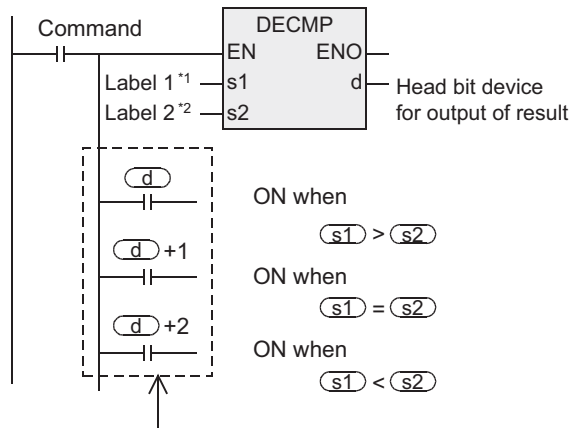 Command
DECMP
EN ENO
Label 1*1 s1 d Head bit device
Label 2*2 s2 for output of result
d ON when
s1 > s2
d +1 ON when
s1 = s2
d +2 ON when
s1 < s2